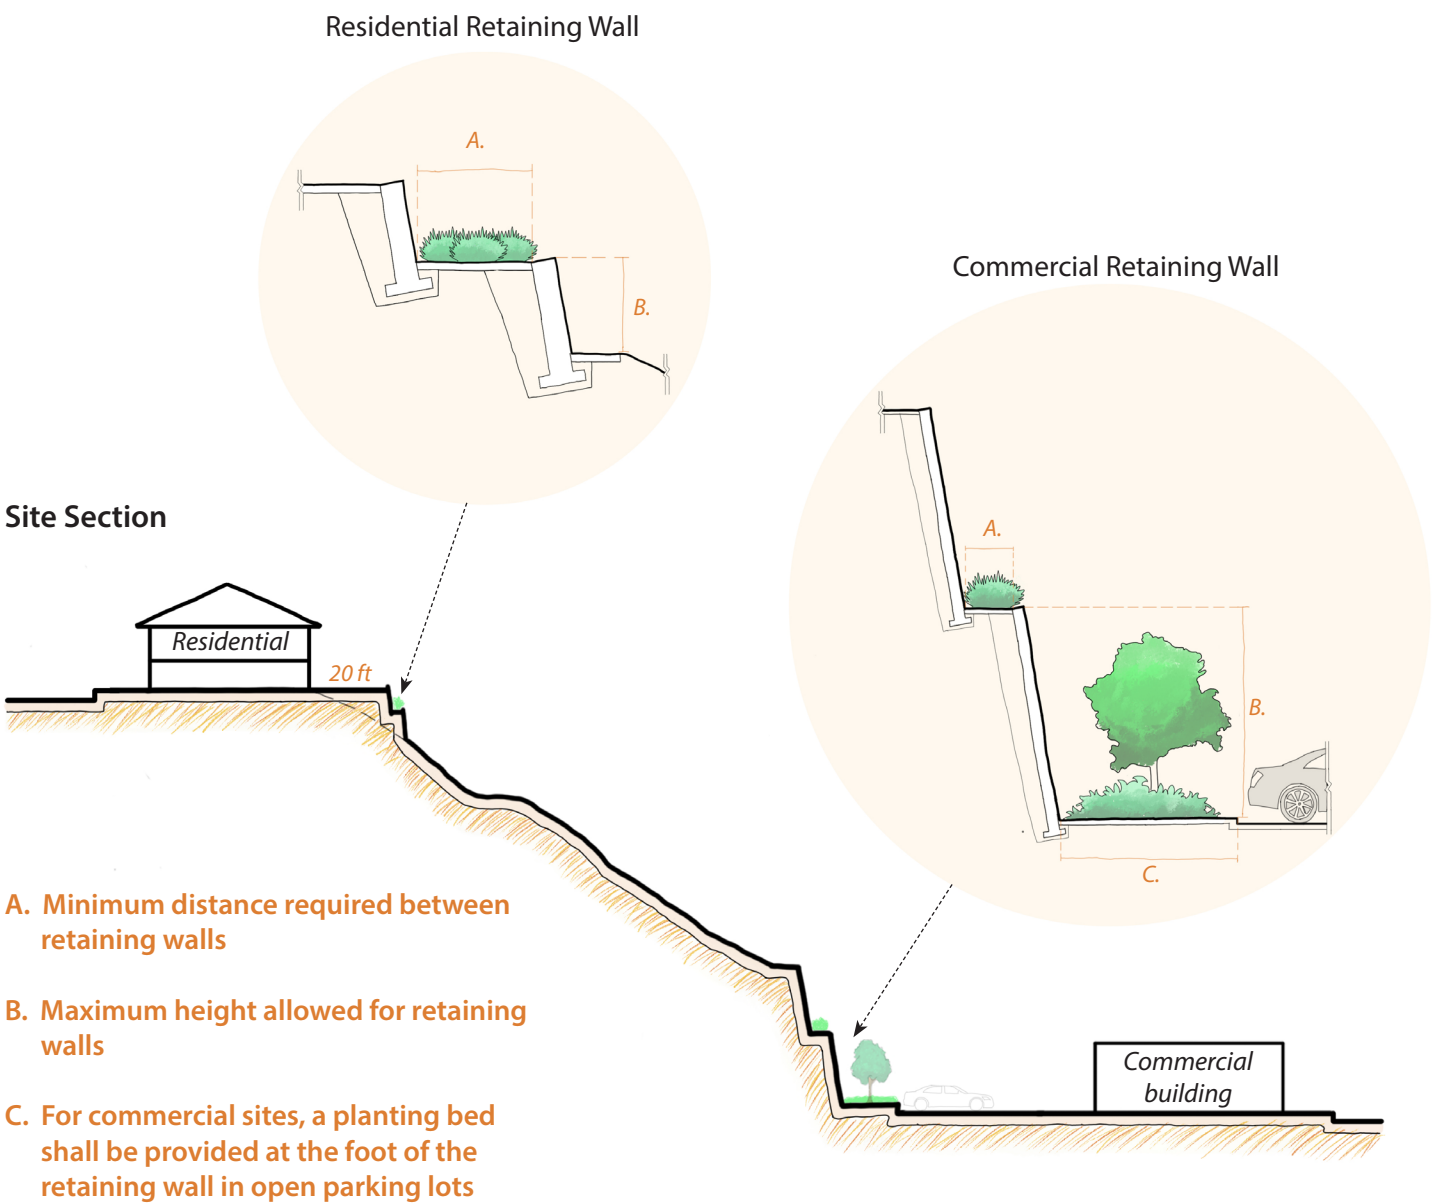 Residential Retaining Wall
A.
B.
Commercial Retaining Wall
A.
B.
C.
Site Section
Residential
20 ft
A. Minimum distance required between
retaining walls
B. Maximum height allowed for retaining
walls
C. For commercial sites, a planting bed
shall be provided at the foot of the
retaining wall in open parking lots
Commercial
building